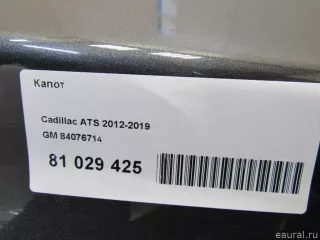 Капот
Cadillac ATS 2012-2019
GM 84076714
81 029 425
eaural.ru